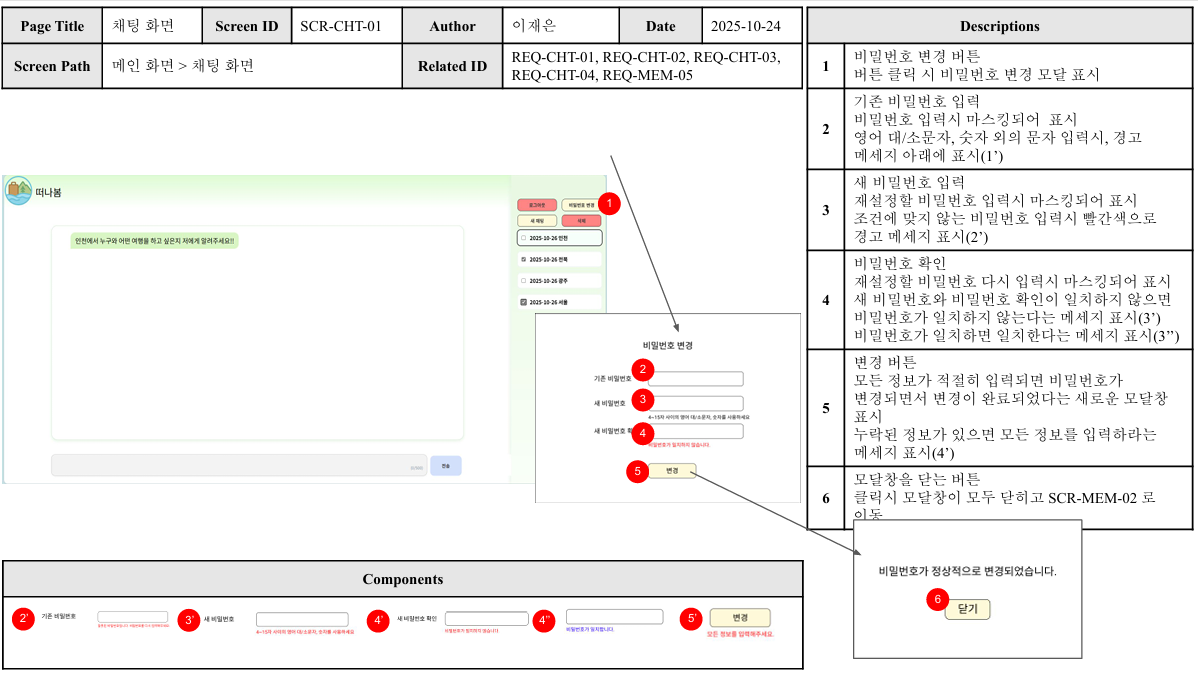 Page Title 채팅 화면 Screen ID SCR-CHT-01 Author 이재은 Date 2025-10-24
Screen Path 메인 화면 > 채팅 화면 Related ID REQ-CHT-01, REQ-CHT-02, REQ-CHT-03,
REQ-CHT-04, REQ-MEM-05
떠나봄
로그아웃 비밀번호 변경 1
새 채팅 삭제
인천에서 누구와 어떤 여행을 하고 싶은지 저에게 알려주세요!!
2025-10-26 인천
2025-10-26 전북
2025-10-26 광주
2025-10-26 서울
전송
비밀번호 변경
2
기존 비밀번호
3
새 비밀번호
4~15자 사이의 영어 대/소문자, 숫자를 사용하세요
4
새 비밀번호 확
비밀번호가 일치하지 않습니다.
5 변경
Descriptions
1
비밀번호 변경 버튼
버튼 클릭 시 비밀번호 변경 모달 표시
2
기존 비밀번호 입력
비밀번호 입력시 마스킹되어 표시
영어 대/소문자, 숫자 외의 문자 입력시, 경고
메세지 아래에 표시(1’)
3
새 비밀번호 입력
재설정할 비밀번호 입력시 마스킹되어 표시
조건에 맞지 않는 비밀번호 입력시 빨간색으로
경고 메세지 표시(2’)
4
비밀번호 확인
재설정할 비밀번호 다시 입력시 마스킹되어 표시
새 비밀번호와 비밀번호 확인이 일치하지 않으면
비밀번호가 일치하지 않는다는 메세지 표시(3’)
비밀번호가 일치하면 일치한다는 메세지 표시(3’’)
5
변경 버튼
모든 정보가 적절히 입력되면 비밀번호가
변경되면서 변경이 완료되었다는 새로운 모달창
표시
누락된 정보가 있으면 모든 정보를 입력하라는
메세지 표시(4’)
6
모달창을 닫는 버튼
클릭시 모달창이 모두 닫히고 SCR-MEM-02 로
이동
비밀번호가 정상적으로 변경되었습니다.
6
닫기
Components
2’ 기존 비밀번호
3’ 새 비밀번호
4~15자 사이의 영어 대/소문자, 숫자를 사용하세요
4’ 새 비밀번호 확인
비밀번호가 일치하지 않습니다
4’’
비밀번호가 일치합니다.
5’ 변경
모든 정보를 입력해주세요.